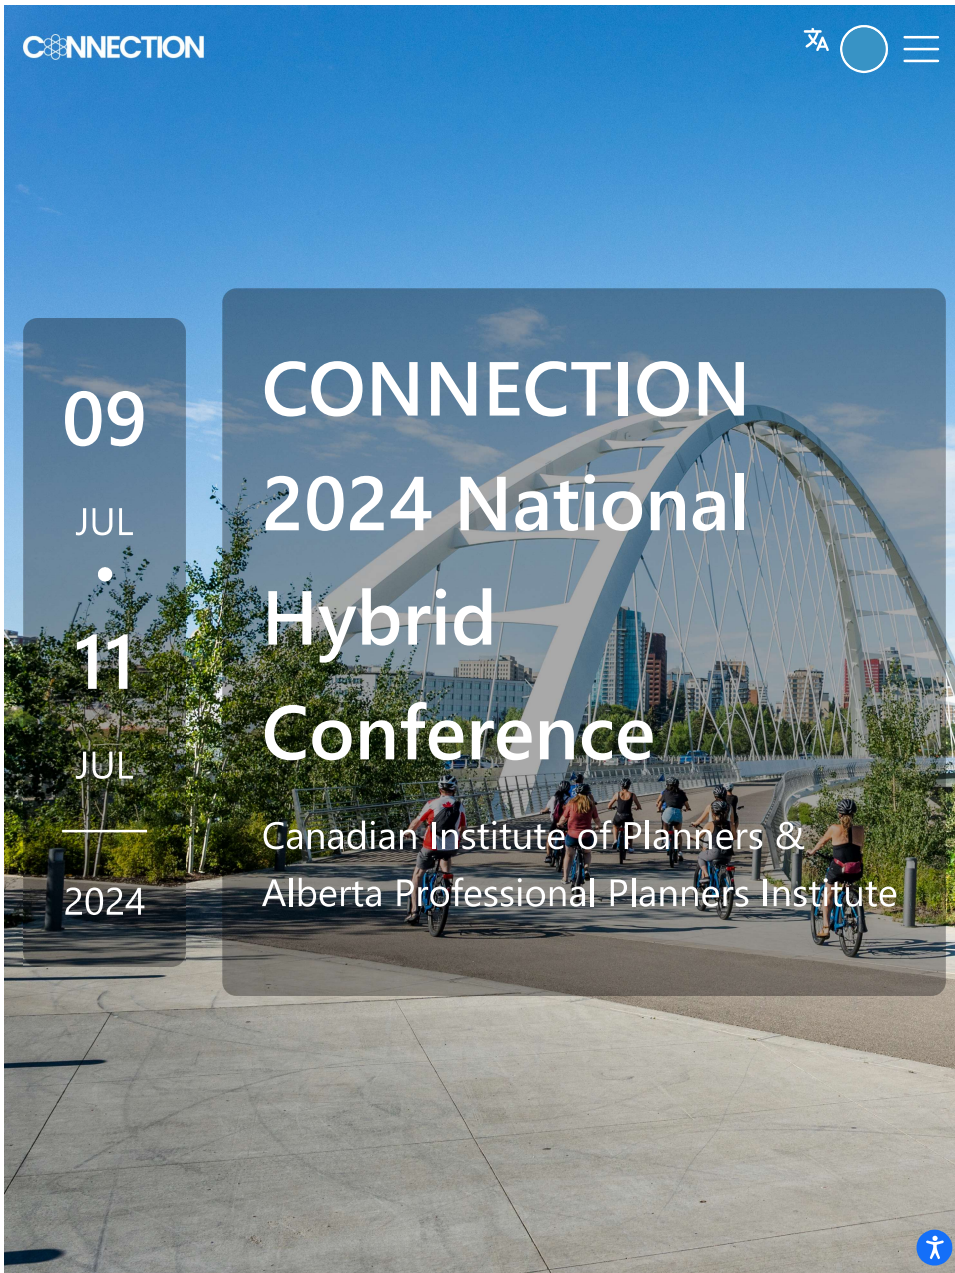 CONNECTION
09
JUL
11
JUL
2024
CONNECTION
2024 National
Hybrid
Conference
Canadian Institute of Planners &
Alberta Professional Planners Institute